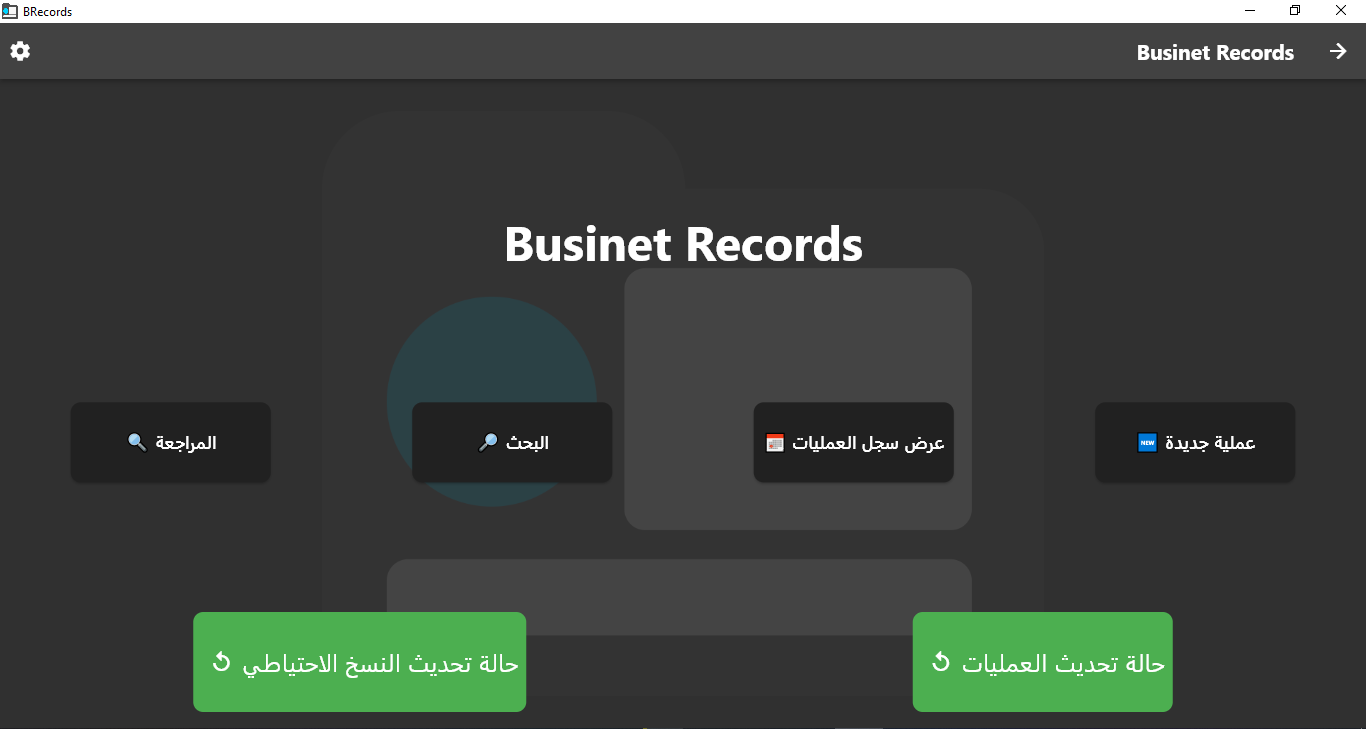 BRecords
Businet Records
Businet Records
عملية جديدة 🆕
عرض سجل العمليات 📅
البحث 🔎
المراجعة 🔍
حالة تحديث العمليات
حالة تحديث النسخ الاحتياطي